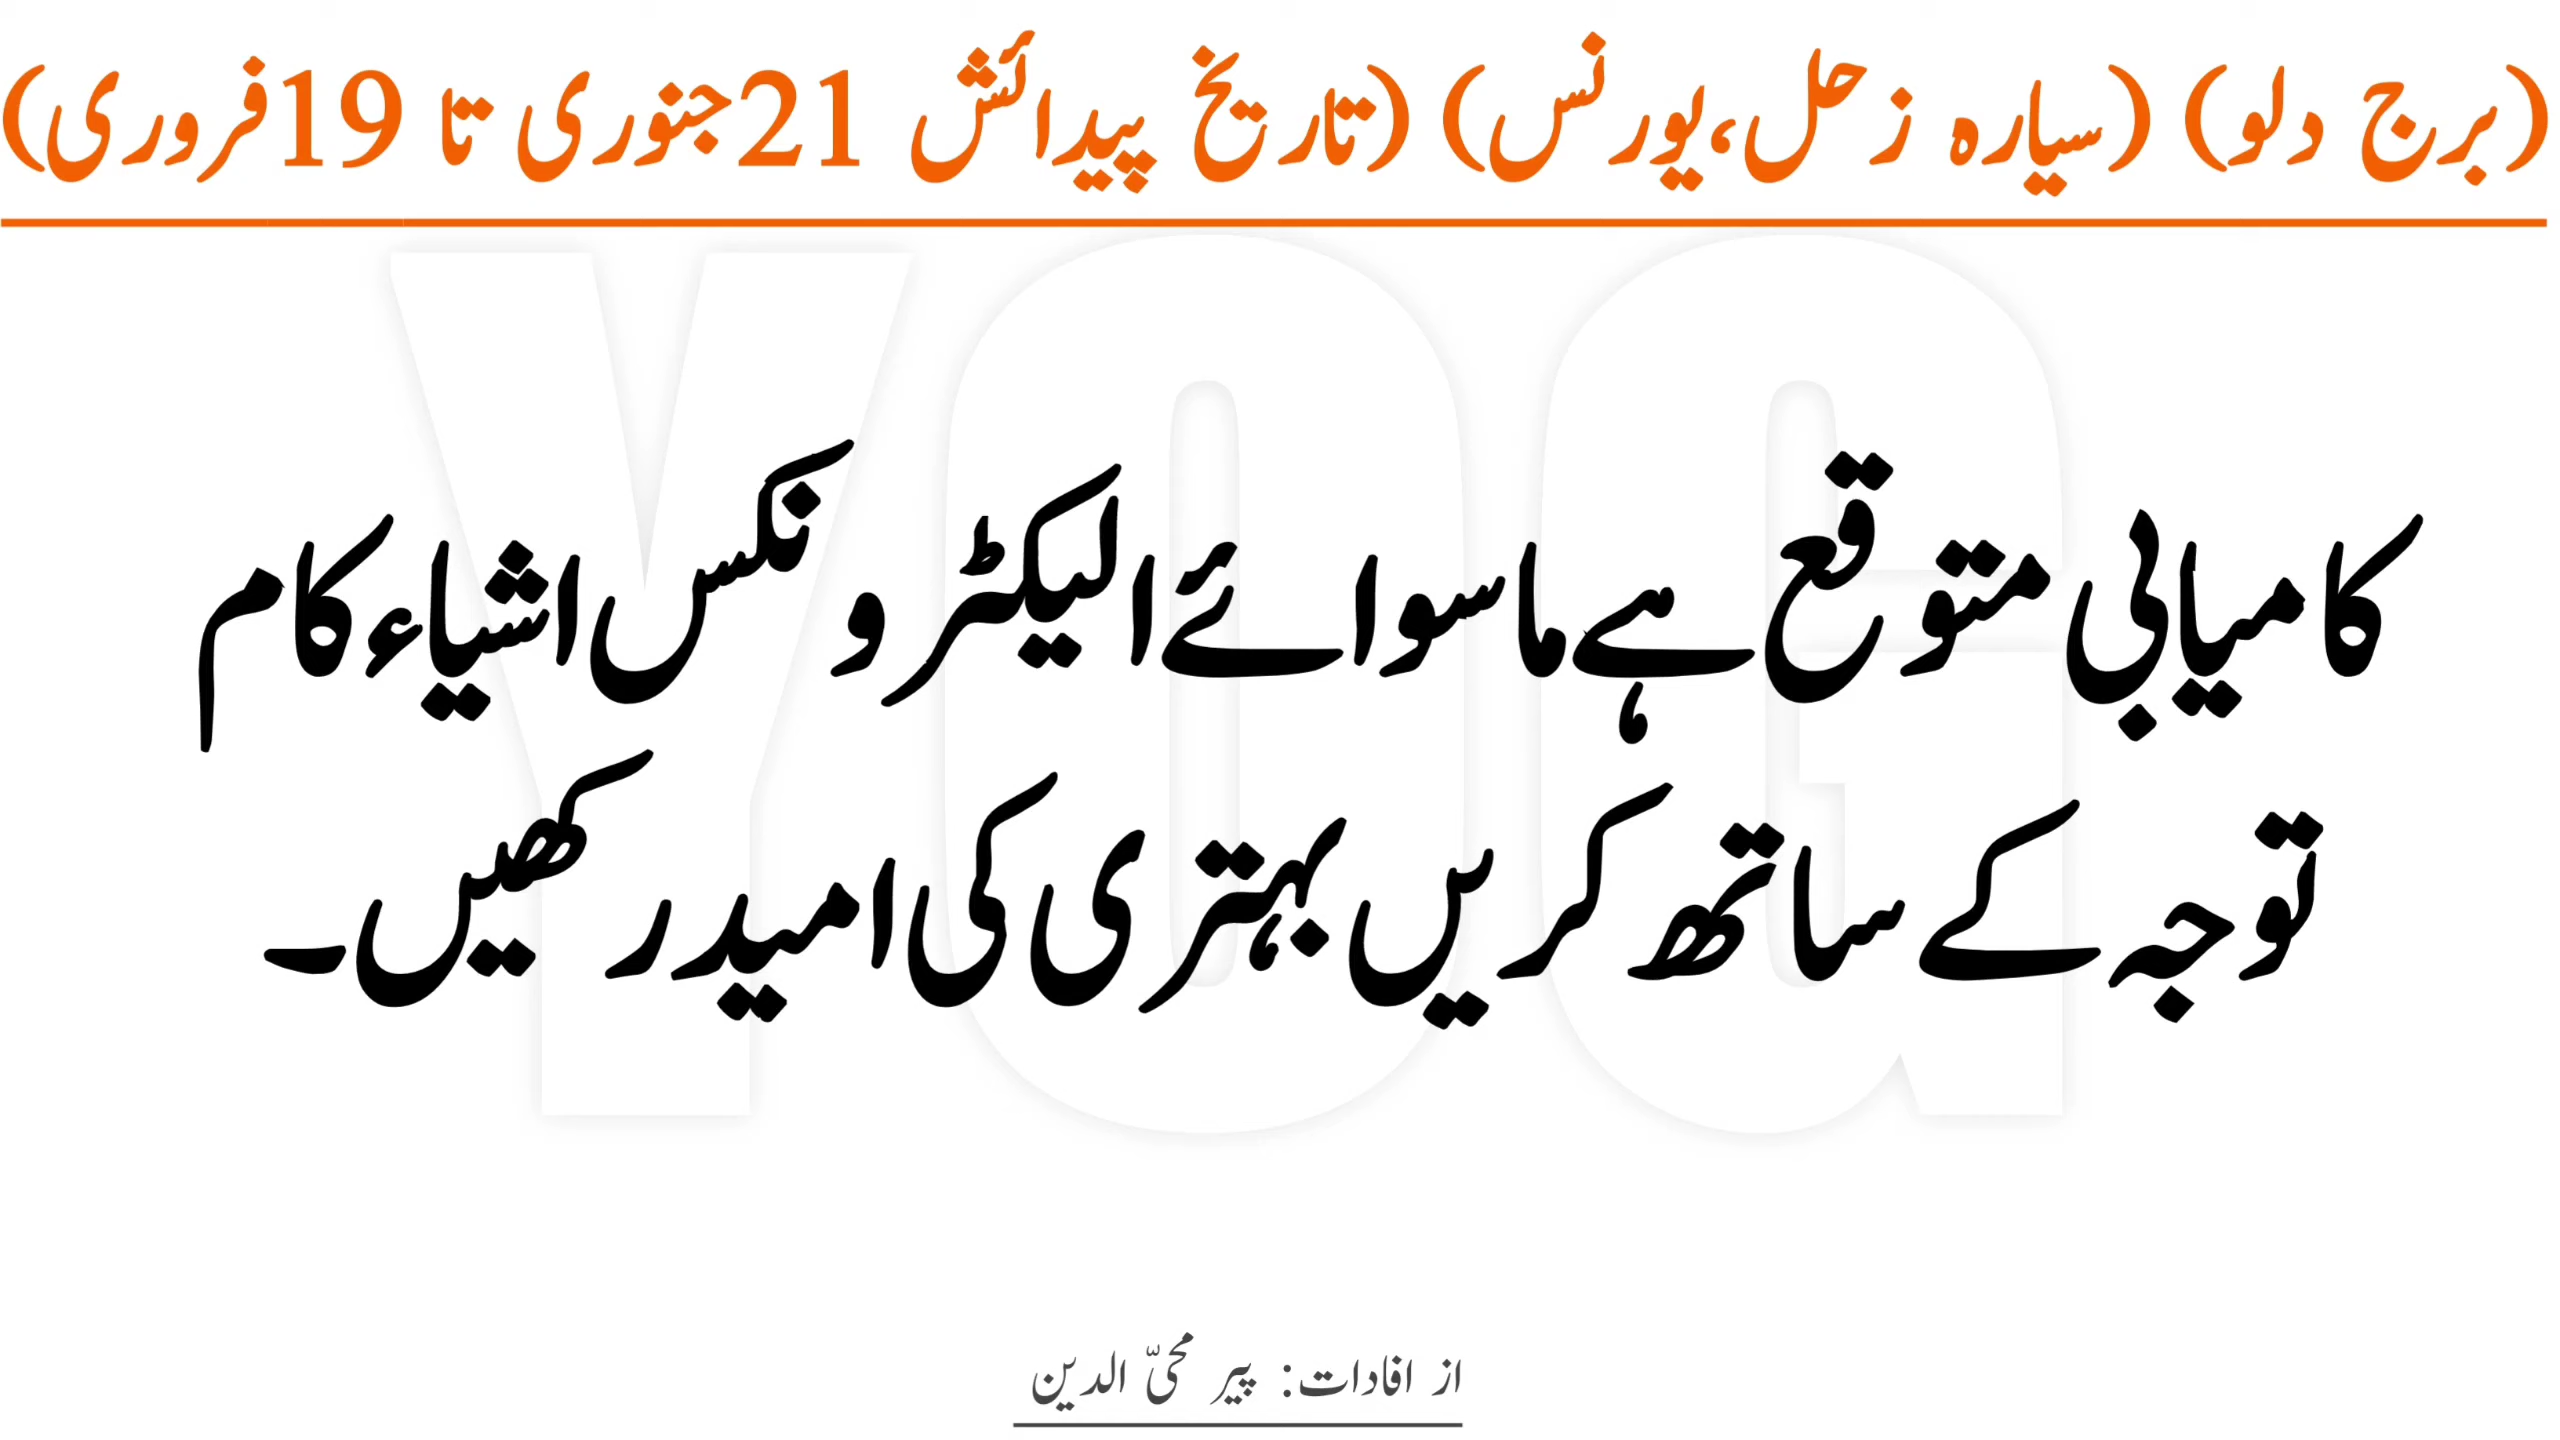 (برج دلو) (سیارہ زحل،یورنس) (تاریخ پیدائش 21جنوری تا 19فروری)
YOG
کامیابی متوقع ہے ماسوائے الیکٹرونکس اشیاء کام
توجہ کے ساتھ کریں بہتری کی امید رکھیں۔
از افادات: پیر محیّ الدین